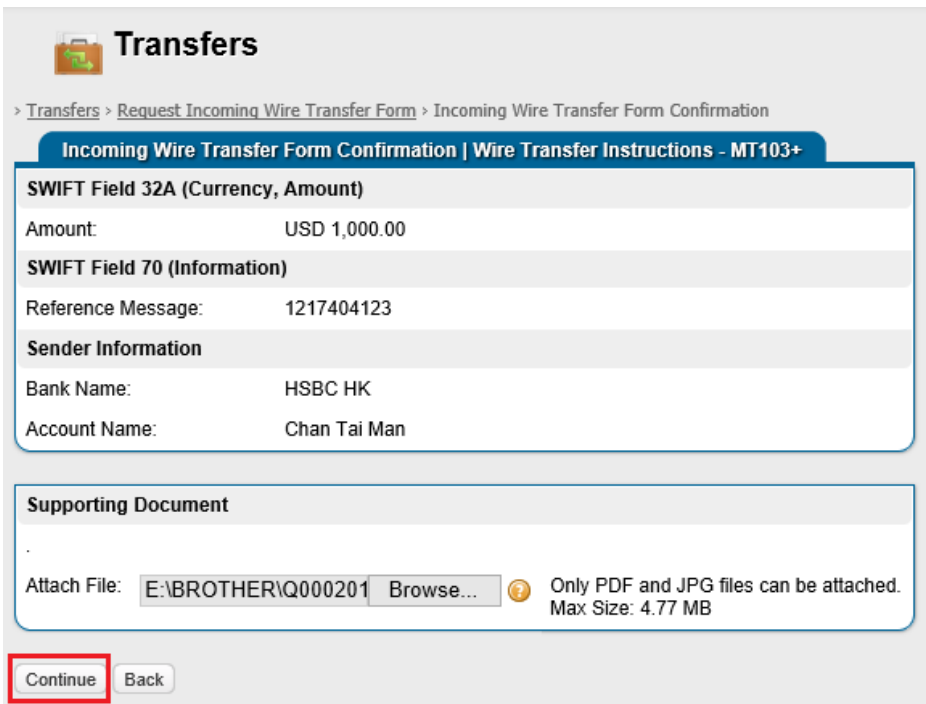 Transfers
> Transfers > Request Incoming Wire Transfer Form > Incoming Wire Transfer Form Confirmation
Incoming Wire Transfer Form Confirmation | Wire Transfer Instructions - MT103+
SWIFT Field 32A (Currency, Amount)
Amount: USD 1,000.00
SWIFT Field 70 (Information)
Reference Message: 1217404123
Sender Information
Bank Name: HSBC HK
Account Name: Chan Tai Man
Supporting Document
.
Attach File: E:\BROTHER\Q000201 Browse... ? Only PDF and JPG files can be attached.
Max Size: 4.77 MB
Continue Back